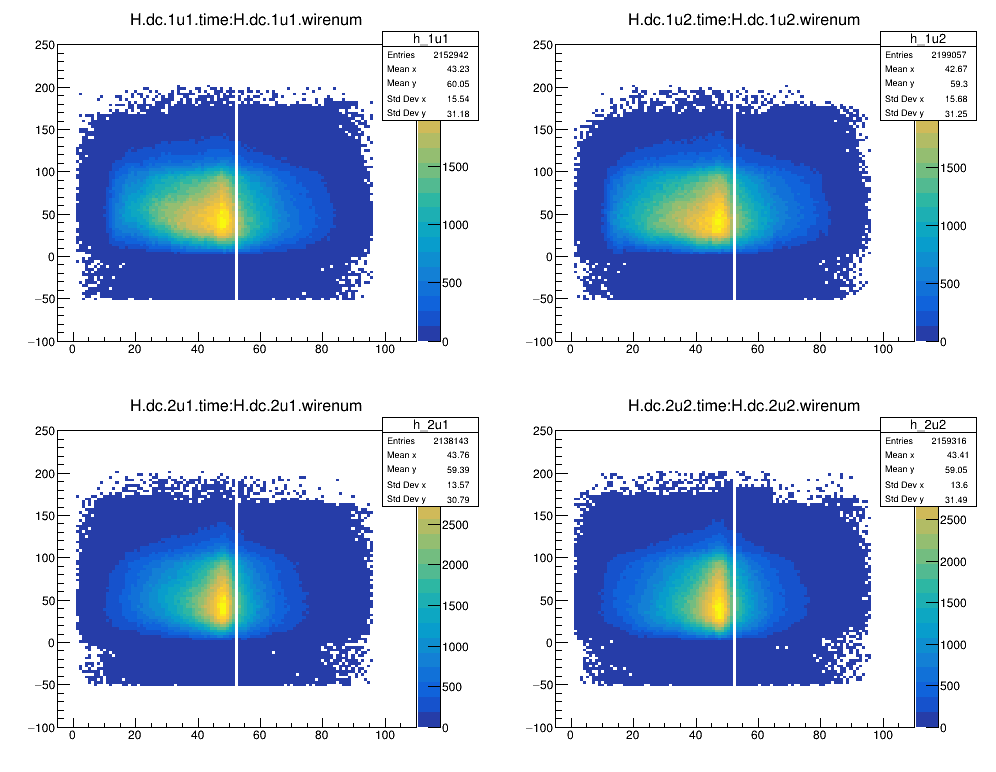 H.dc.1u1.time:H.dc.1u1.wirenum
h_1u1
Entries 2152942
Mean x 43.23
Mean y 60.05
Std Dev x 15.54
Std Dev y 31.18
250
200
150
100
50
0
−50
−100
0 20 40 60 80 100
1500
1000
500
0
H.dc.1u2.time:H.dc.1u2.wirenum
h_1u2
Entries 2199057
Mean x 42.67
Mean y 59.3
Std Dev x 15.68
Std Dev y 31.25
250
200
150
100
50
0
−50
−100
0 20 40 60 80 100
1500
1000
500
0
H.dc.2u1.time:H.dc.2u1.wirenum
h_2u1
Entries 2138143
Mean x 43.76
Mean y 59.39
Std Dev x 13.57
Std Dev y 30.79
250
200
150
100
50
0
−50
−100
0 20 40 60 80 100
2500
2000
1500
1000
500
0
H.dc.2u2.time:H.dc.2u2.wirenum
h_2u2
Entries 2159316
Mean x 43.41
Mean y 59.05
Std Dev x 13.6
Std Dev y 31.49
250
200
150
100
50
0
−50
−100
0 20 40 60 80 100
2500
2000
1500
1000
500
0